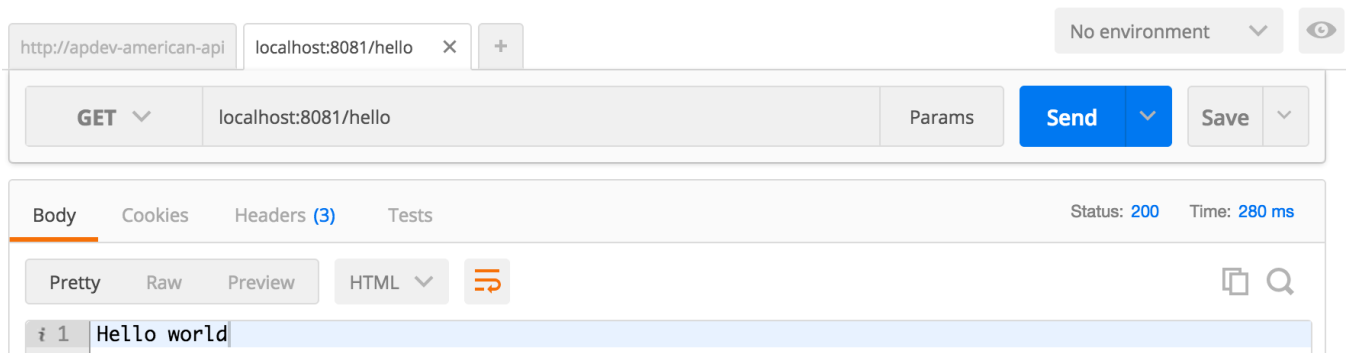 No environment
http://apdev-american-api localhost:8081/hello
GET localhost:8081/hello Params Send Save
Body Cookies Headers (3) Tests Status: 200 Time: 280 ms
Pretty Raw Preview HTML
i 1 Hello world